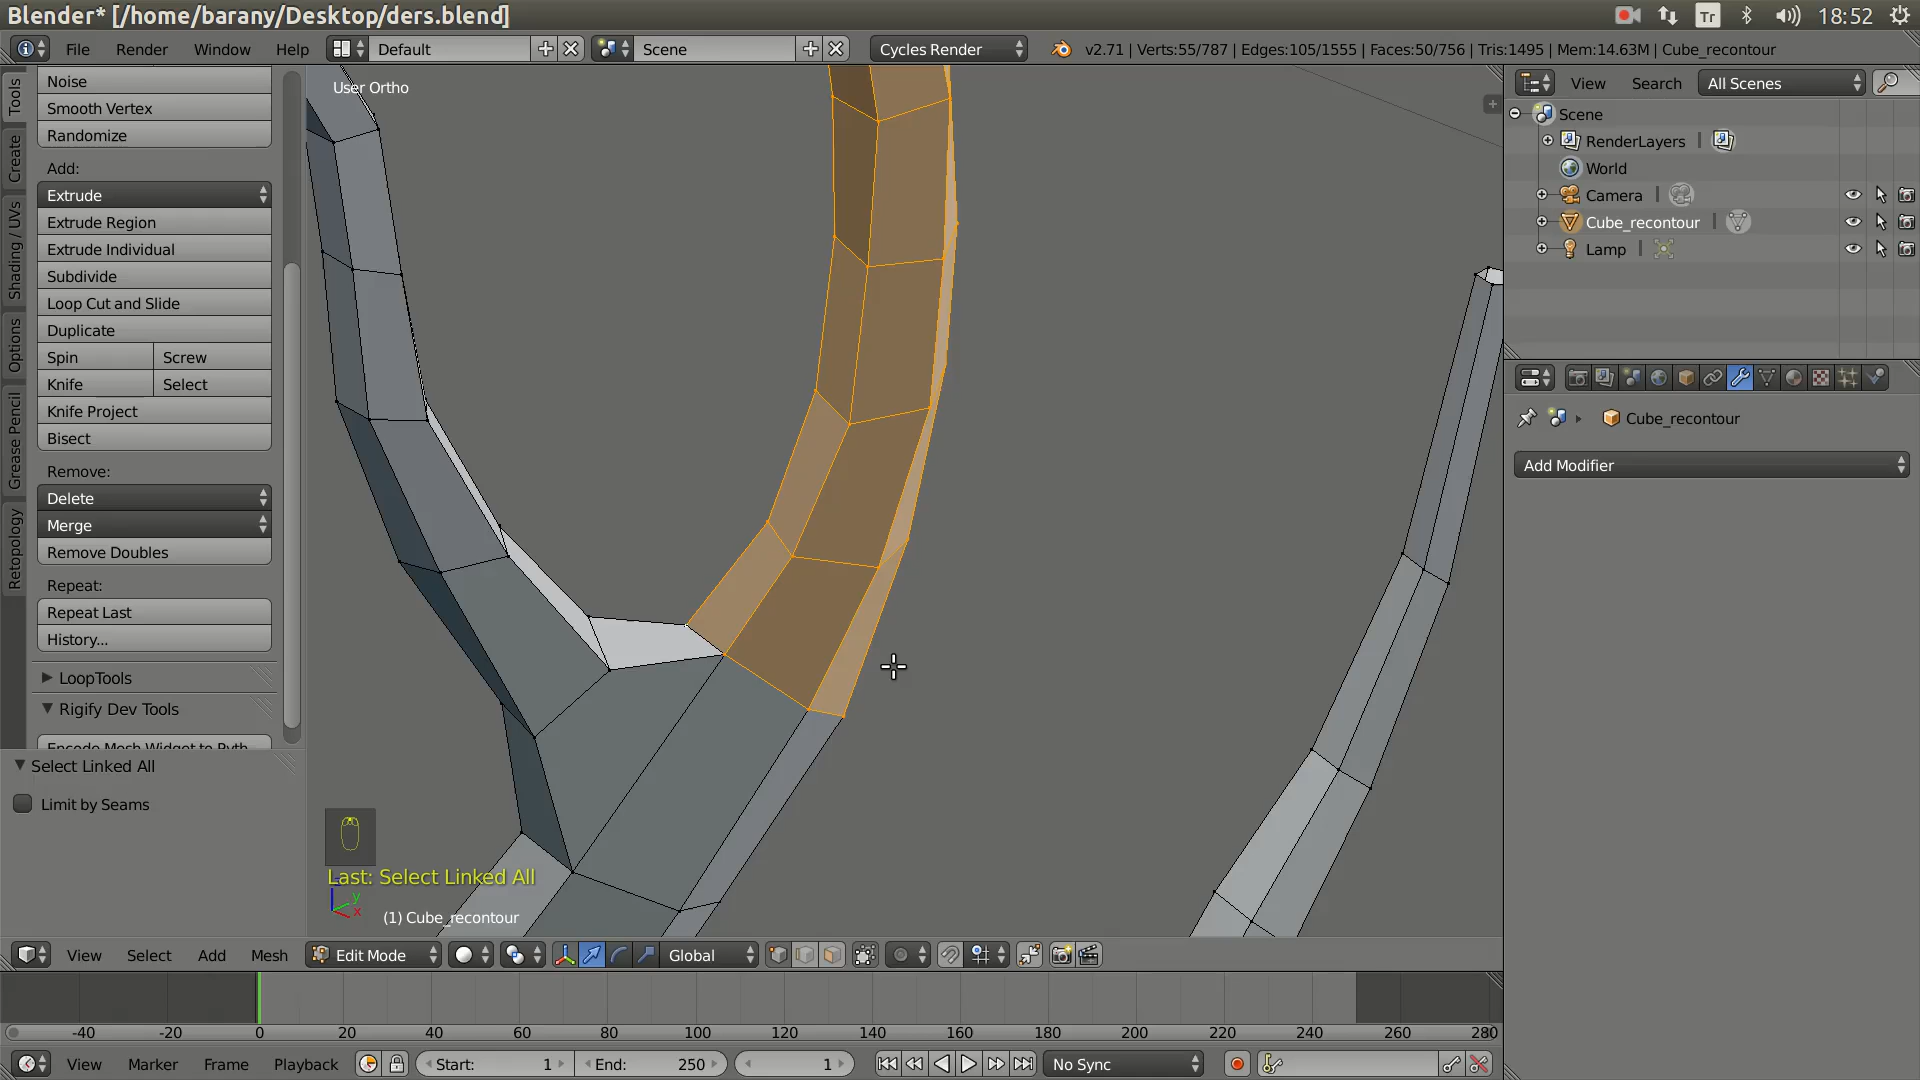 Blender* [/home/barany/Desktop/ders.blend]
Tr
18:52
File
Render
Window
Help
Default
Scene
Cycles Render
v2.71 | Verts:55/787 | Edges:105/1555 | Faces:50/756 | Tris:1495 | Mem:14.63M | Cube_recontour
Tools
Create
Shading / UVs
Options
Grease Pencil
Retopology
Noise
Smooth Vertex
Randomize
Add:
Extrude
Extrude Region
Extrude Individual
Subdivide
Loop Cut and Slide
Duplicate
Spin
Screw
Knife
Select
Knife Project
Bisect
Remove:
Delete
Merge
Remove Doubles
Repeat:
Repeat Last
History...
LoopTools
Rigify Dev Tools
Encode Mesh Widget to Pyth
Select Linked All
Limit by Seams
User Ortho
Last: Select Linked All
y
x
(1) Cube_recontour
View
Search
All Scenes
Scene
RenderLayers
World
Camera
Cube_recontour
Lamp
Cube_recontour
Add Modifier
View
Select
Add
Mesh
Edit Mode
Global
-40
-20
0
20
40
60
80
100
120
140
160
180
200
220
240
260
280
View
Marker
Frame
Playback
Start:
1
End:
250
1
No Sync